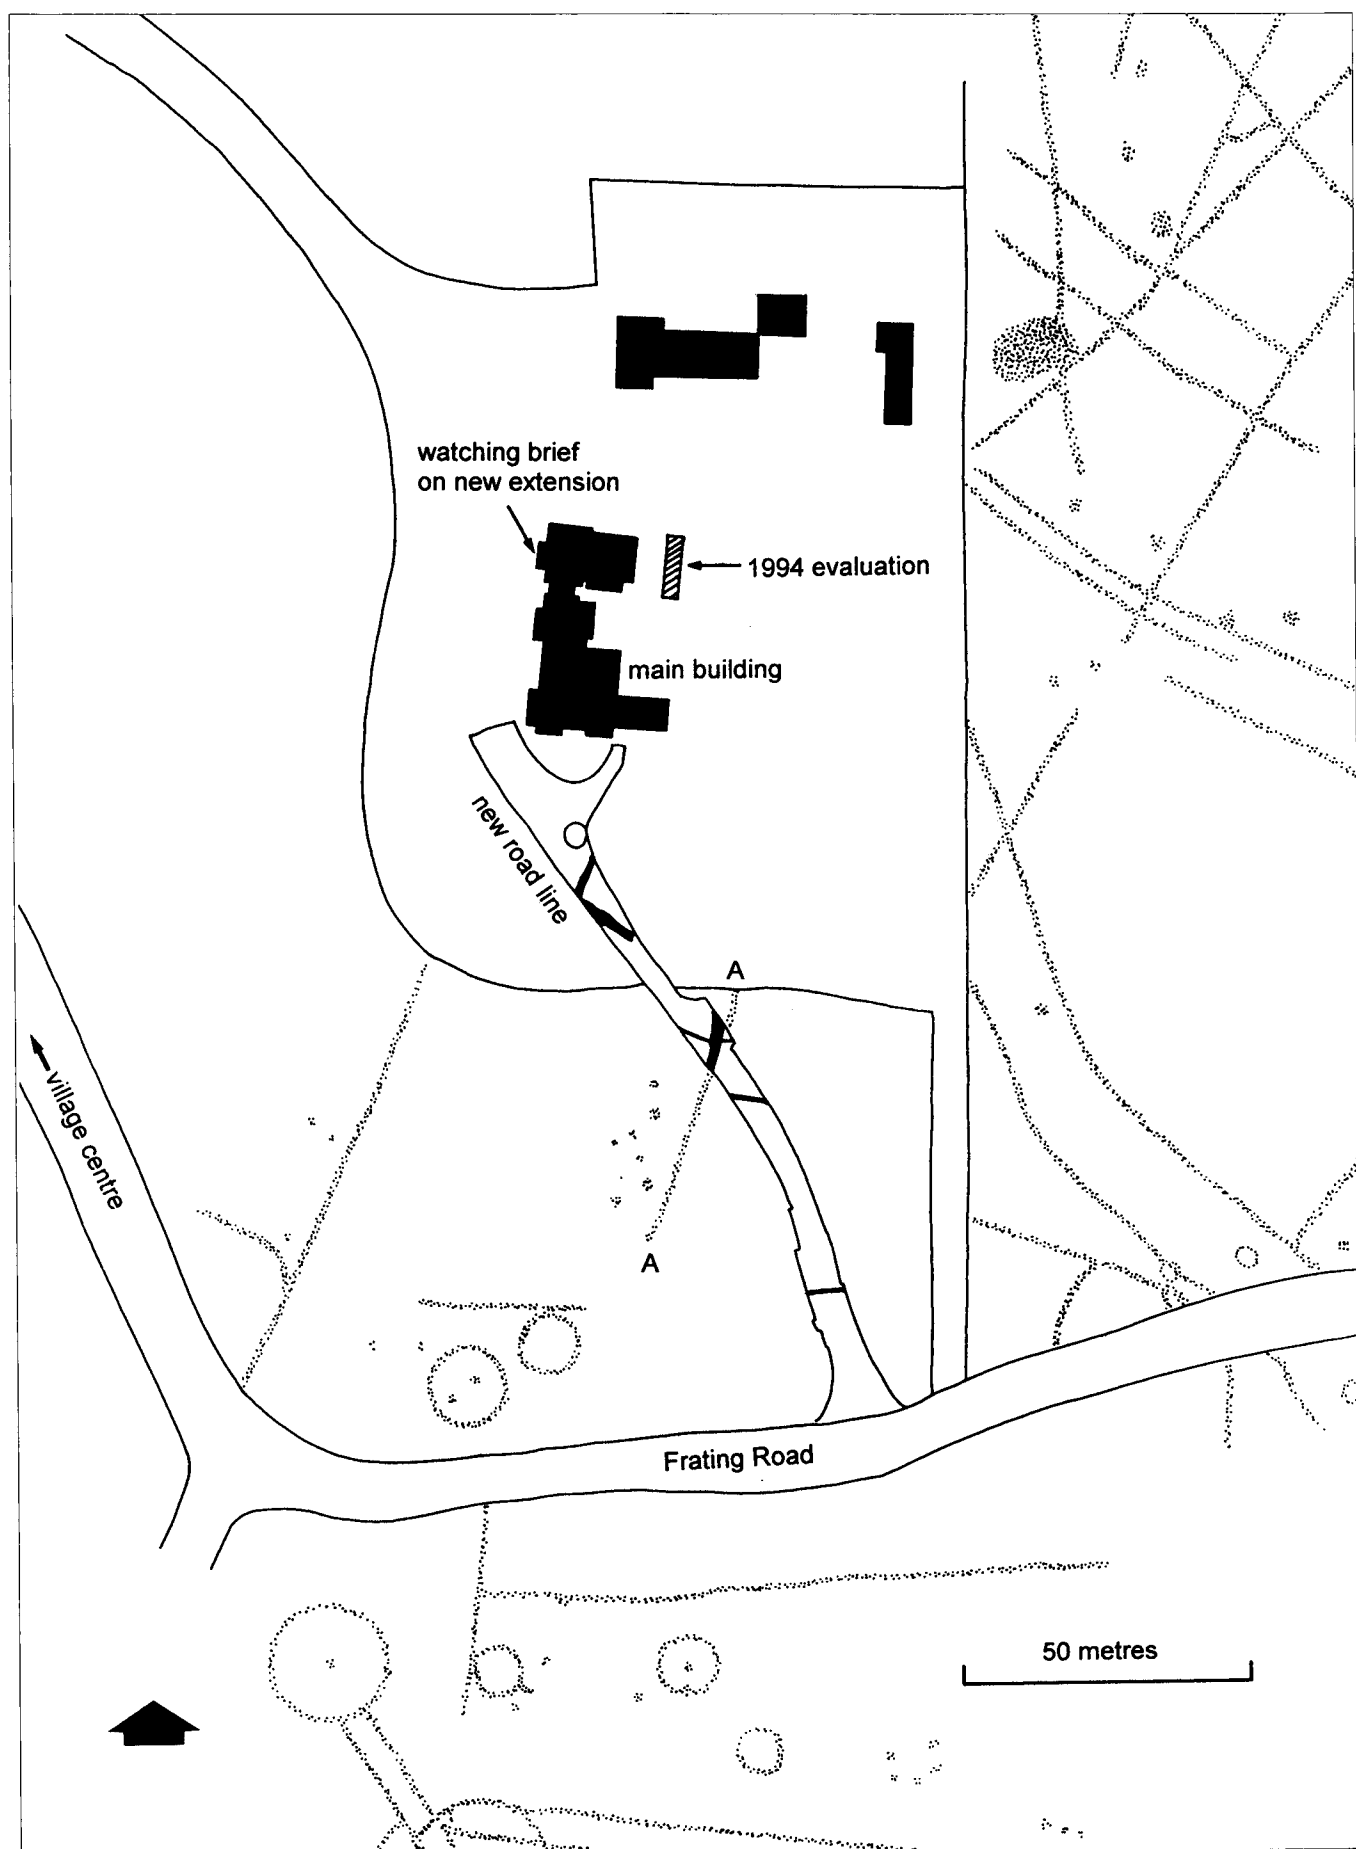 watching brief
on new extension
1994 evaluation
main building
new road line
A
village centre
A
Frating Road
50 metres